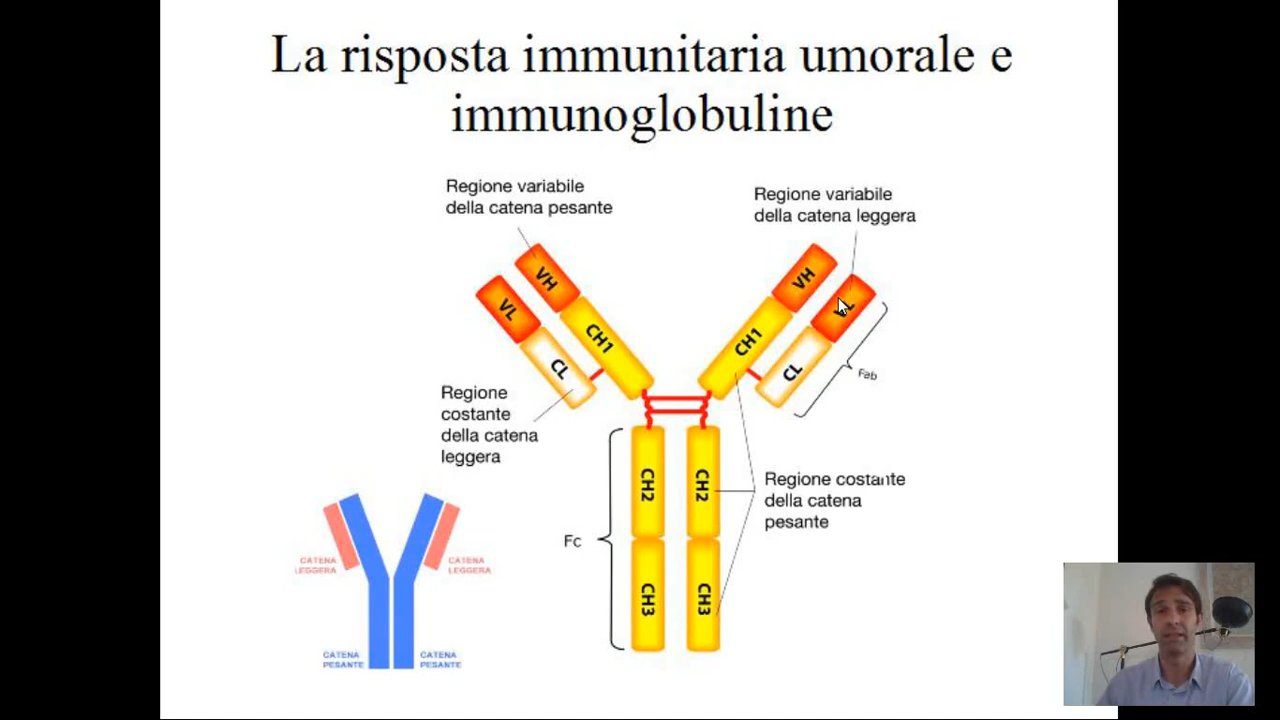 La risposta immunitaria umorale e
immunoglobuline
Regione variabile
della catena pesante
Regione variabile
della catena leggera
VH
VL
CH1
CL
VH
CH1
CL
Fab
Regione
costante
della catena
leggera
CH2
CH2
Fc
CH3
CH3
Regione costante
della catena
pesante
CATENA
LEGGERA
CATENA
LEGGERA
CATENA
PESANTE
CATENA
PESANTE